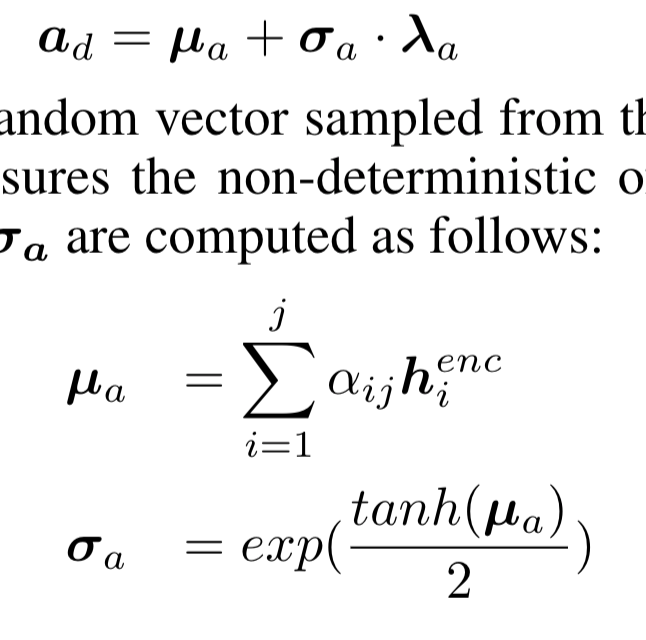 a_d = μ_a + σ_a · λ_a
andom vector sampled from th
sures the non-deterministic o
σ_a are computed as follows:
μ_a = ∑_{i=1}^{j} α_{ij} h_i^{enc}
σ_a = exp(tanh(μ_a)/2)